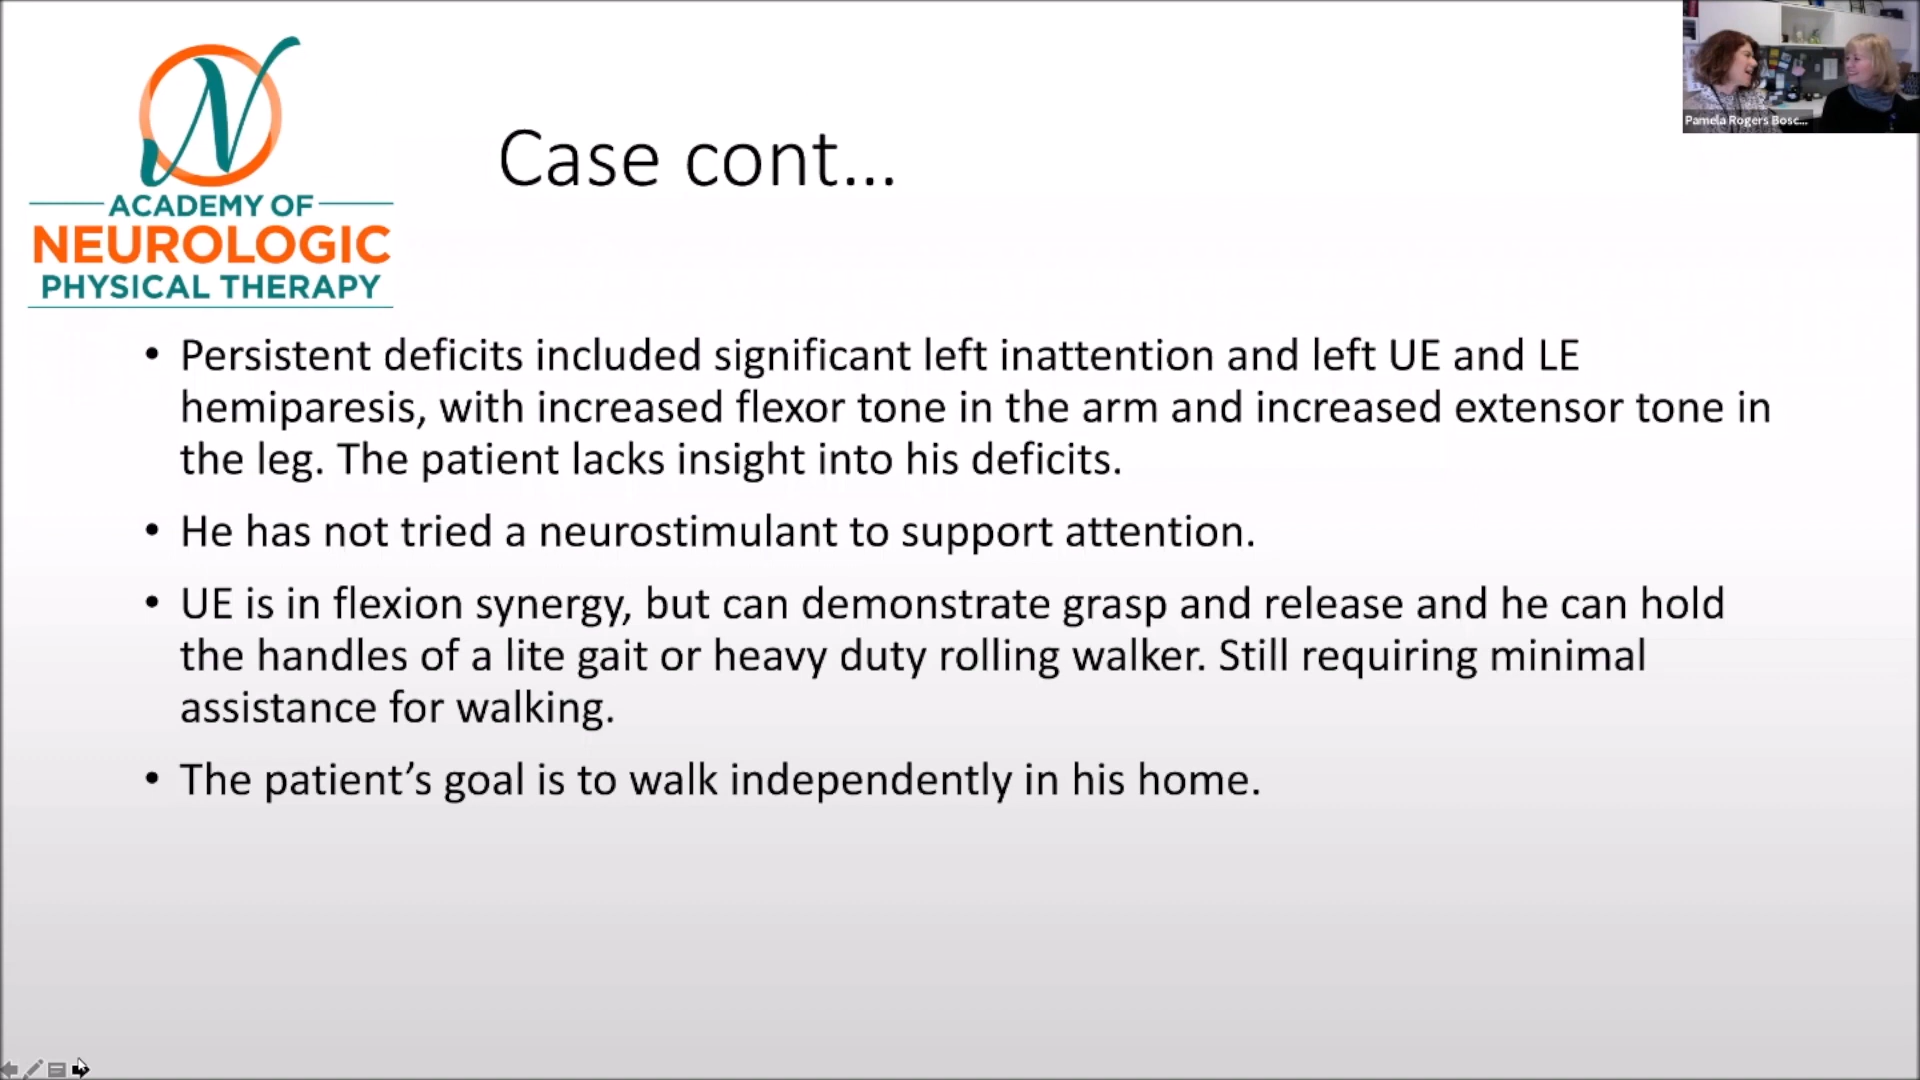 Pamela Rogers Bosc...
N
ACADEMY OF
NEUROLOGIC
PHYSICAL THERAPY
Case cont...
• Persistent deficits included significant left inattention and left UE and LE
hemiparesis, with increased flexor tone in the arm and increased extensor tone in
the leg. The patient lacks insight into his deficits.
• He has not tried a neurostimulant to support attention.
• UE is in flexion synergy, but can demonstrate grasp and release and he can hold
the handles of a lite gait or heavy duty rolling walker. Still requiring minimal
assistance for walking.
• The patient’s goal is to walk independently in his home.